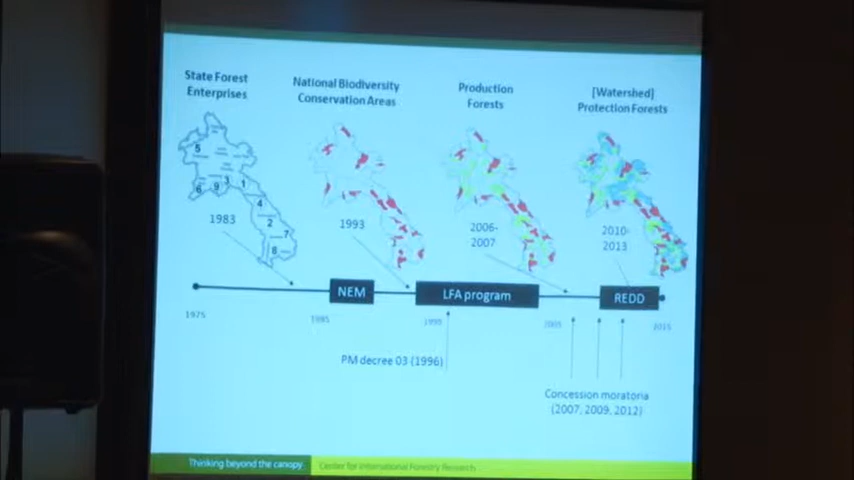 State Forest
Enterprises
National Biodiversity
Conservation Areas
Production
Forests
[Watershed]
Protection Forests
5
6
9
3
1
4
2
7
8
1983
1993
2006-
2007
2010-
2013
NEM
LFA program
REDD
1975
1985
1995
2005
2015
PM decree 03 (1996)
Concession moratoria
(2007, 2009, 2012)
Thinking beyond the canopy
Center for International Forestry Research